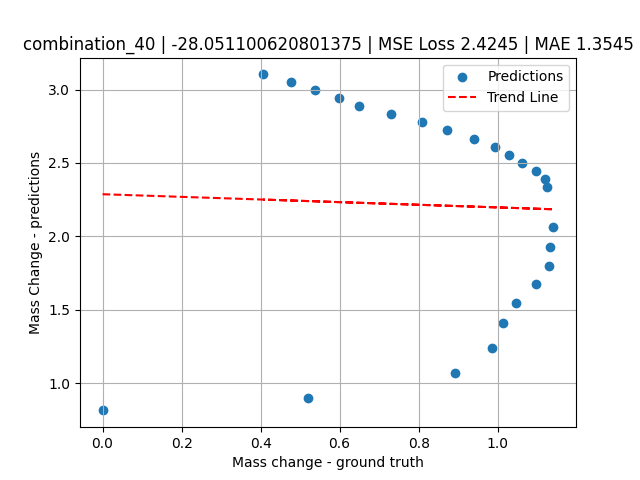 combination_40 | -28.051100620801375 | MSE Loss 2.4245 | MAE 1.3545
Predictions
Trend Line
Mass Change - predictions
3.0
2.5
2.0
1.5
1.0
0.0 0.2 0.4 0.6 0.8 1.0
Mass change - ground truth